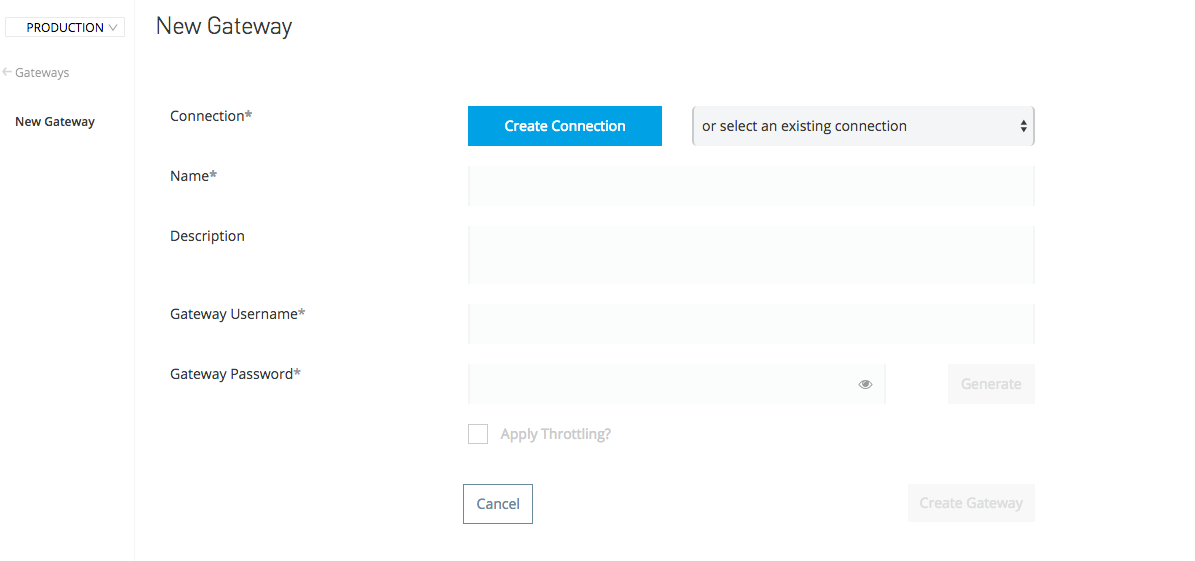 PRODUCTION
New Gateway
Gateways
New Gateway
Connection*
Create Connection
or select an existing connection
Name*
Description
Gateway Username*
Gateway Password*
Generate
Apply Throttling?
Cancel
Create Gateway